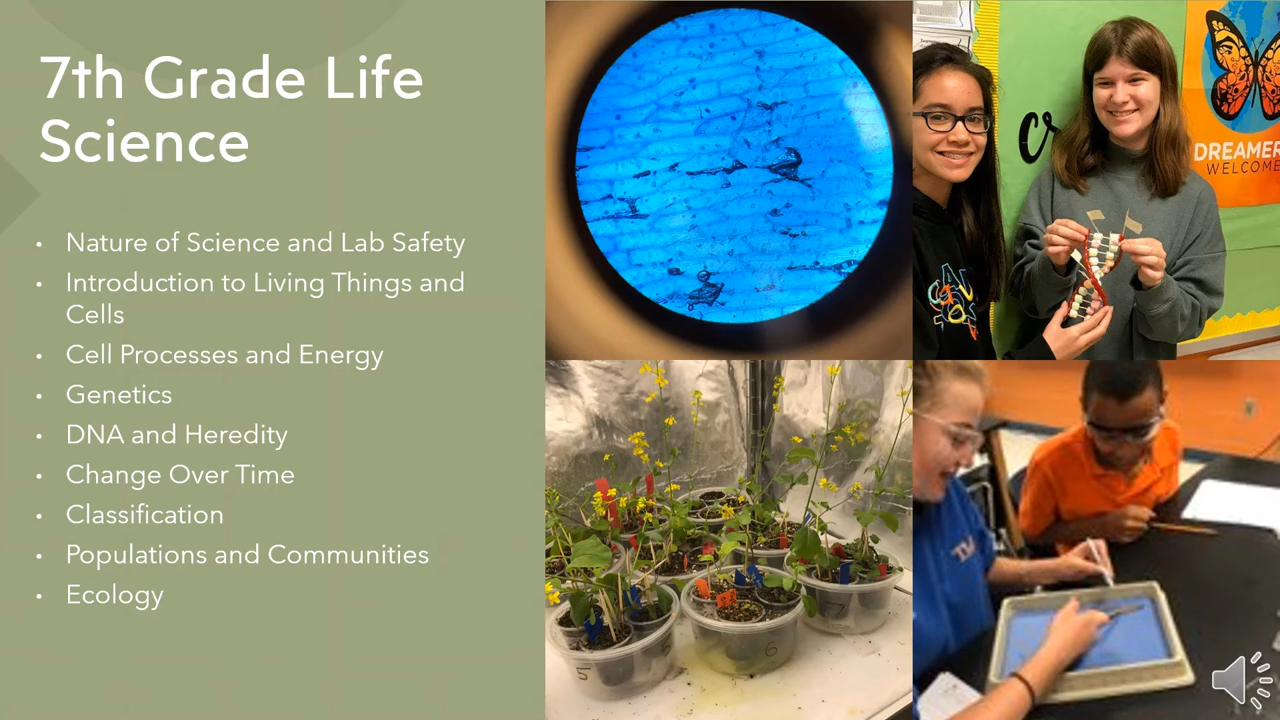 7th Grade Life
Science
• Nature of Science and Lab Safety
• Introduction to Living Things and
Cells
• Cell Processes and Energy
• Genetics
• DNA and Heredity
• Change Over Time
• Classification
• Populations and Communities
• Ecology
DREAMER
WELCOME
5
6